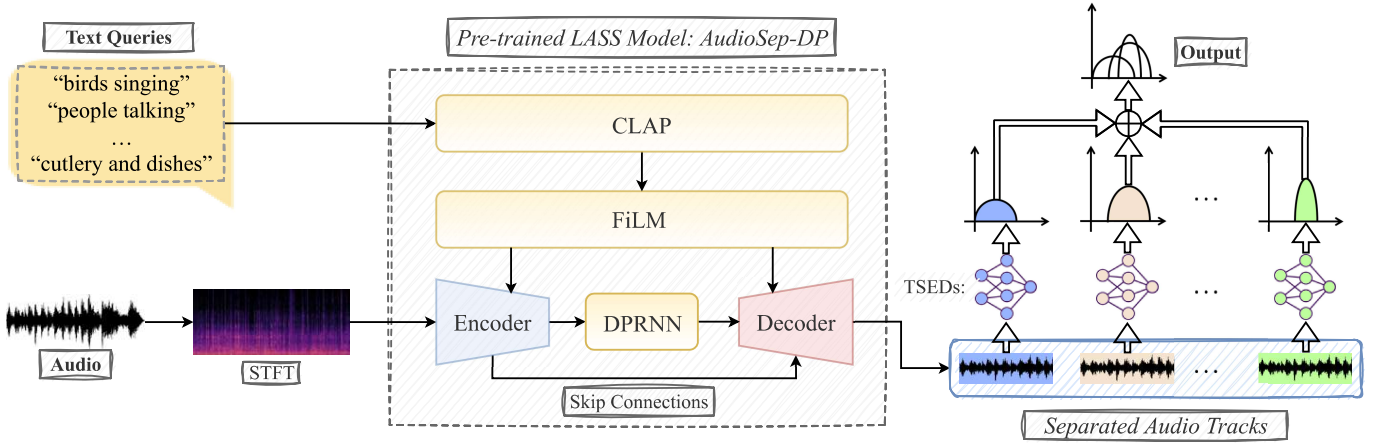 Text Queries
“birds singing”
“people talking”
...
“cutlery and dishes”
Audio
STFT
Pre-trained LASS Model: AudioSep-DP
CLAP
FiLM
Encoder
DPRNN
Decoder
Skip Connections
Output
...
TSEDs:
...
...
Separated Audio Tracks